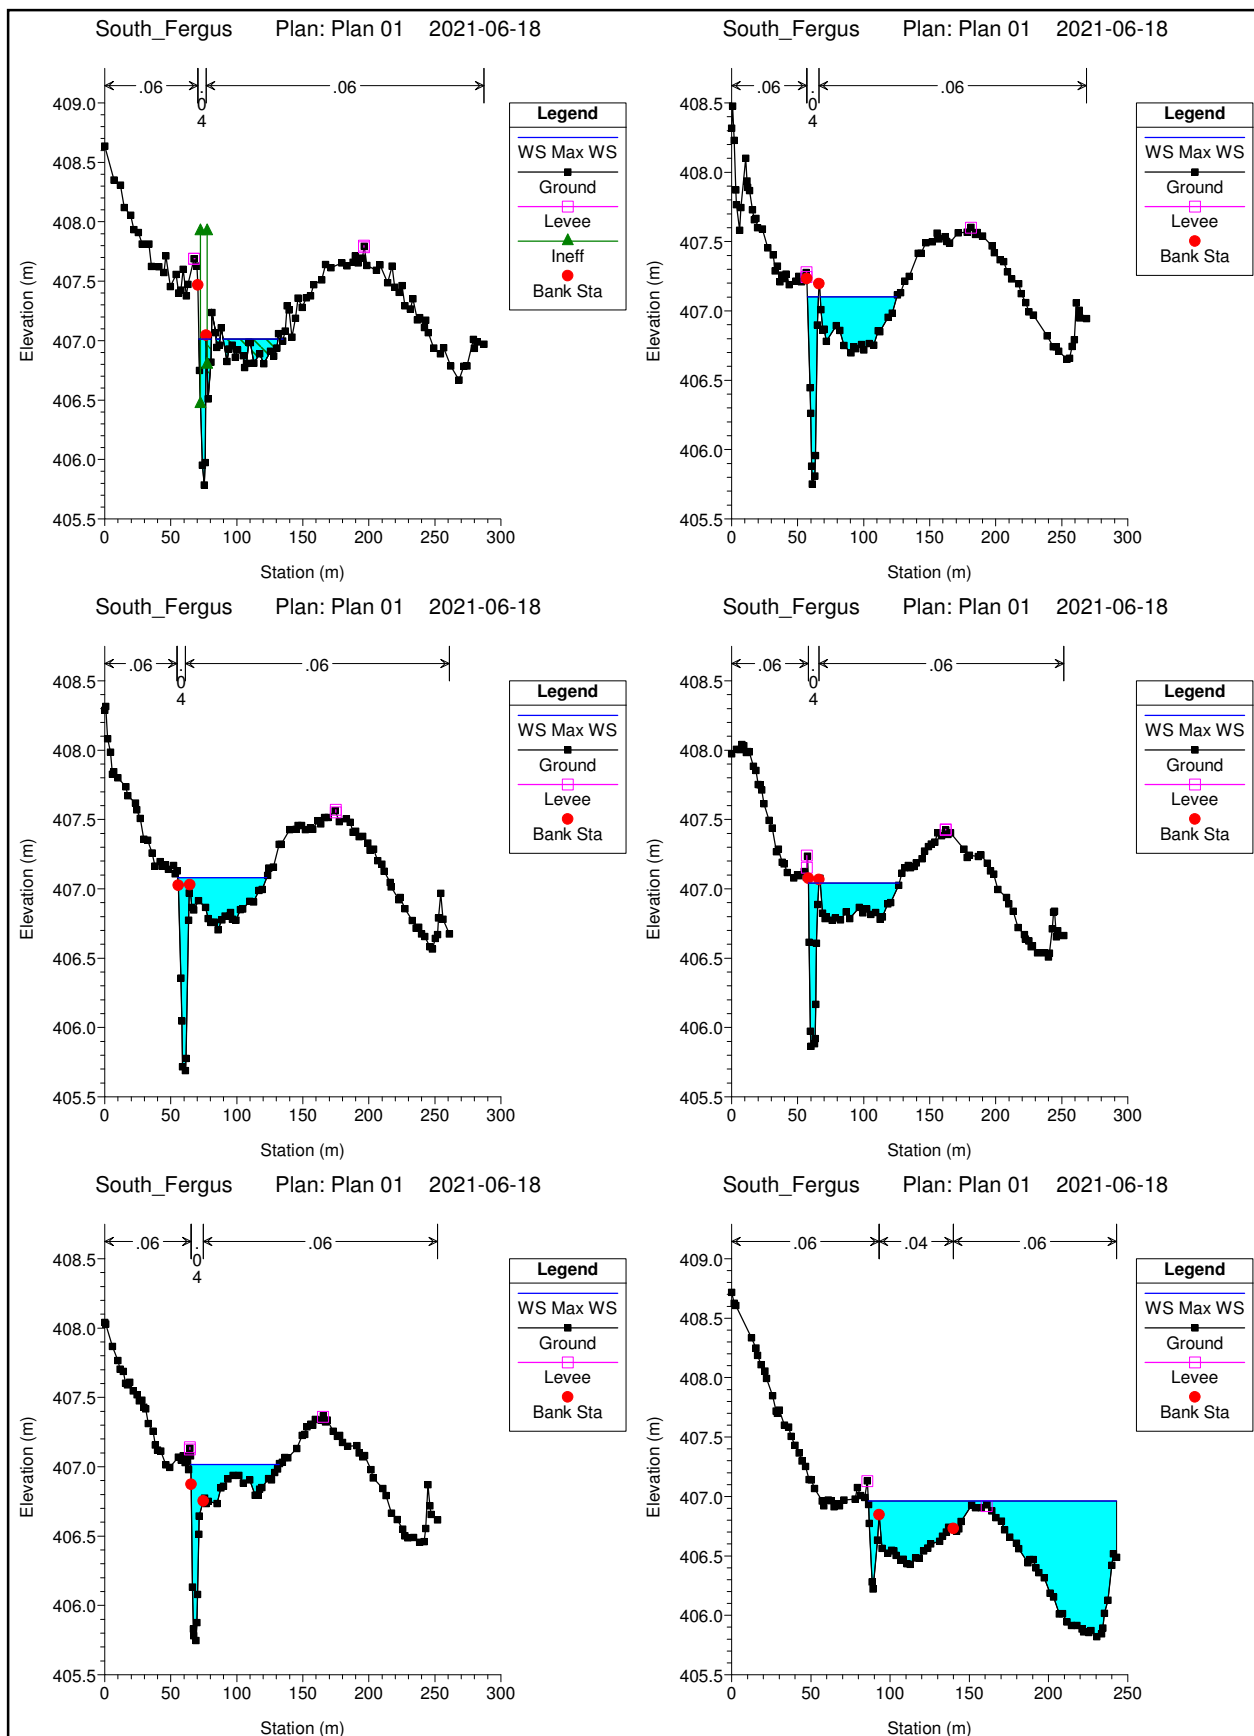 South_Fergus Plan: Plan 01 2021-06-18
.06 .04 .06
409.0
408.5
408.0
407.5
407.0
406.5
406.0
405.5
Elevation (m)
0 50 100 150 200 250 300
Station (m)
Legend
WS Max WS
Ground
Levee
Ineff
Bank Sta
South_Fergus Plan: Plan 01 2021-06-18
.06 .04 .06
408.5
408.0
407.5
407.0
406.5
406.0
405.5
Elevation (m)
0 50 100 150 200 250 300
Station (m)
Legend
WS Max WS
Ground
Levee
Bank Sta
South_Fergus Plan: Plan 01 2021-06-18
.06 .04 .06
408.5
408.0
407.5
407.0
406.5
406.0
405.5
Elevation (m)
0 50 100 150 200 250 300
Station (m)
Legend
WS Max WS
Ground
Levee
Bank Sta
South_Fergus Plan: Plan 01 2021-06-18
.06 .04 .06
408.5
408.0
407.5
407.0
406.5
406.0
405.5
Elevation (m)
0 50 100 150 200 250 300
Station (m)
Legend
WS Max WS
Ground
Levee
Bank Sta
South_Fergus Plan: Plan 01 2021-06-18
.06 .04 .06
408.5
408.0
407.5
407.0
406.5
406.0
405.5
Elevation (m)
0 50 100 150 200 250 300
Station (m)
Legend
WS Max WS
Ground
Levee
Bank Sta
South_Fergus Plan: Plan 01 2021-06-18
.06 .04 .06
409.0
408.5
408.0
407.5
407.0
406.5
406.0
405.5
Elevation (m)
0 50 100 150 200 250
Station (m)
Legend
WS Max WS
Ground
Levee
Bank Sta